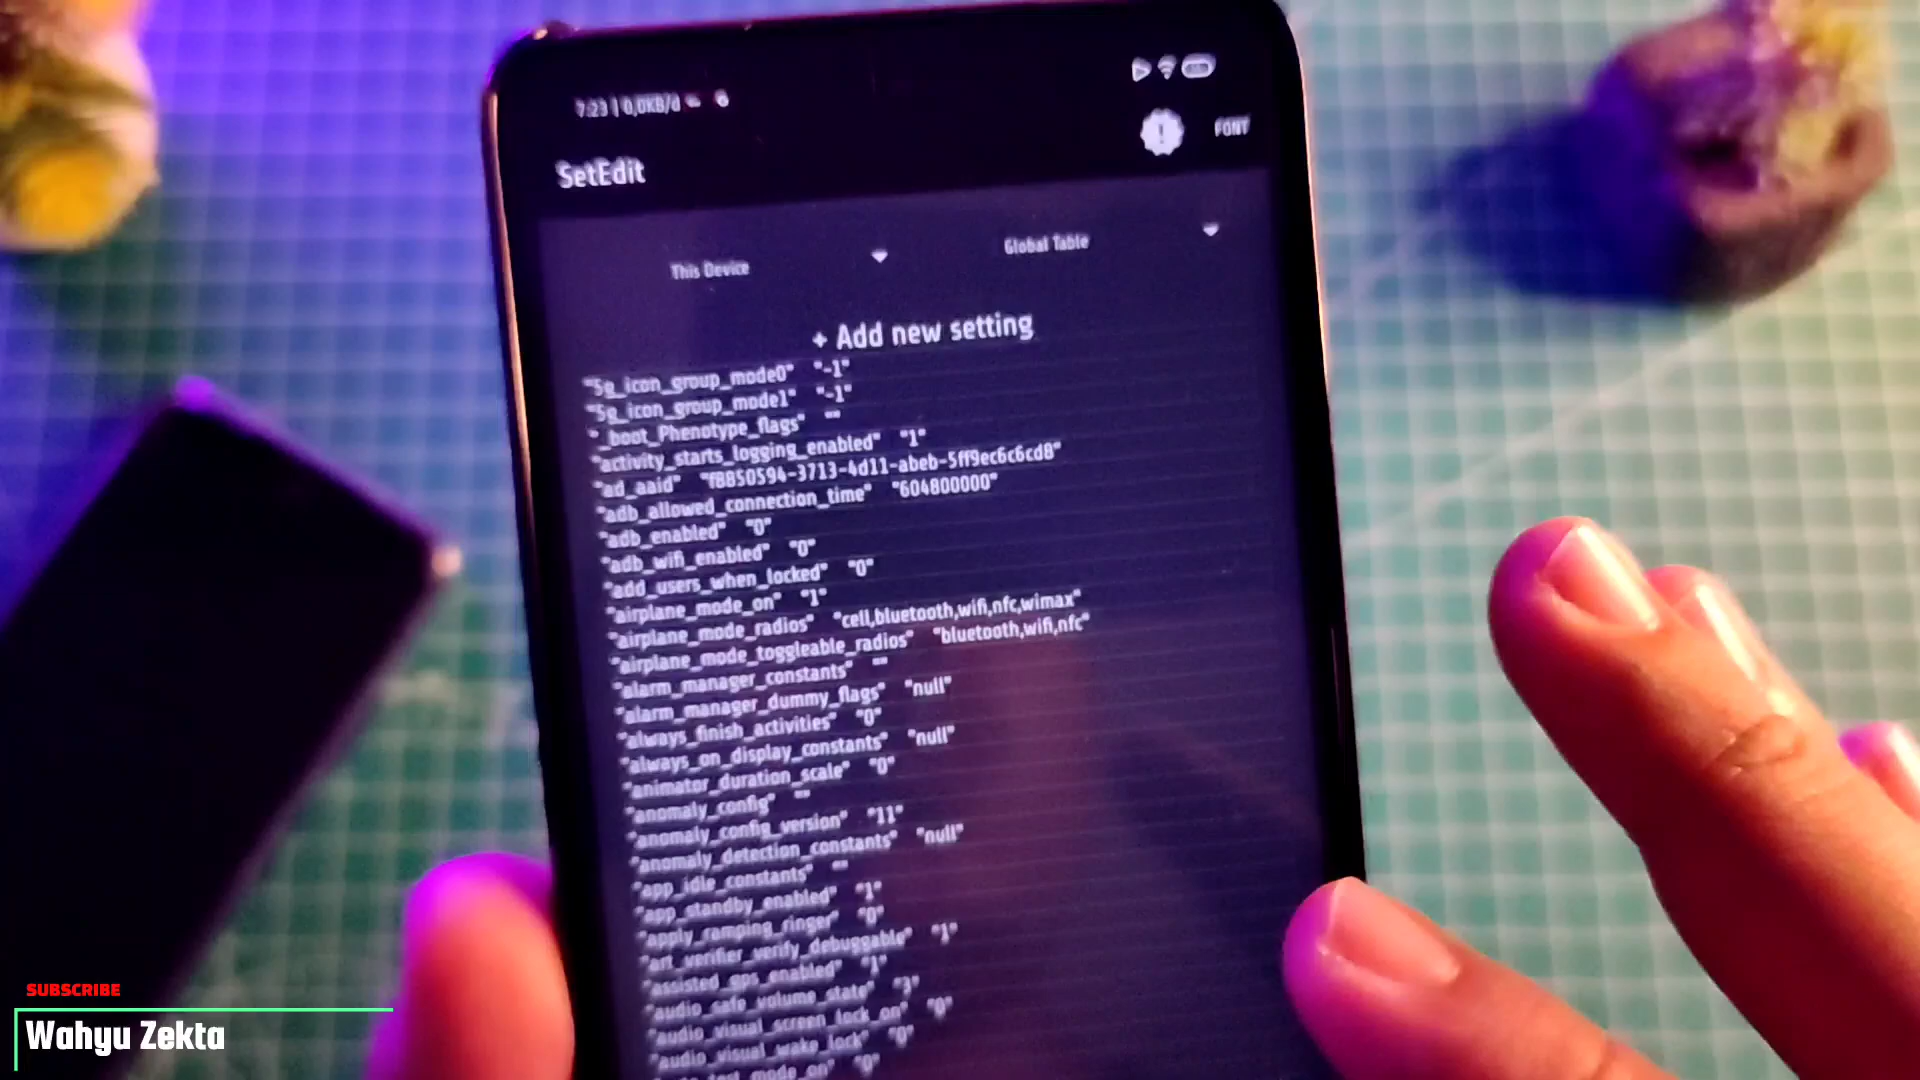 7:23 | 0,0KB/d
FONT
SetEdit
This Device
Global Table
+ Add new setting
"5g_icon_group_mode0" "-1"
"5g_icon_group_mode1" "-1"
"_boot_Phenotype_flags" ""
"activity_starts_logging_enabled" "1"
"ad_aaid" "f8850594-3713-4d11-abeb-5ff9ec6c6cd8"
"adb_allowed_connection_time" "604800000"
"adb_enabled" "0"
"adb_wifi_enabled" "0"
"add_users_when_locked" "0"
"airplane_mode_on" "1"
"airplane_mode_radios" "cell,bluetooth,wifi,nfc,wimax"
"airplane_mode_toggleable_radios" "bluetooth,wifi,nfc"
"alarm_manager_constants" ""
"alarm_manager_dummy_flags" "null"
"always_finish_activities" "0"
"always_on_display_constants" "null"
"animator_duration_scale" "0"
"anomaly_config" ""
"anomaly_config_version" "11"
"anomaly_detection_constants" "null"
"app_idle_constants" ""
"app_standby_enabled" "1"
"apply_ramping_ringer" "0"
"art_verifier_verify_debuggable" "1"
"assisted_gps_enabled" "1"
"audio_safe_volume_state" "3"
"audio_visual_screen_lock_on" "0"
"audio_visual_wake_lock" "0"
test_mode_on" "0"
SUBSCRIBE
Wahyu Zekta